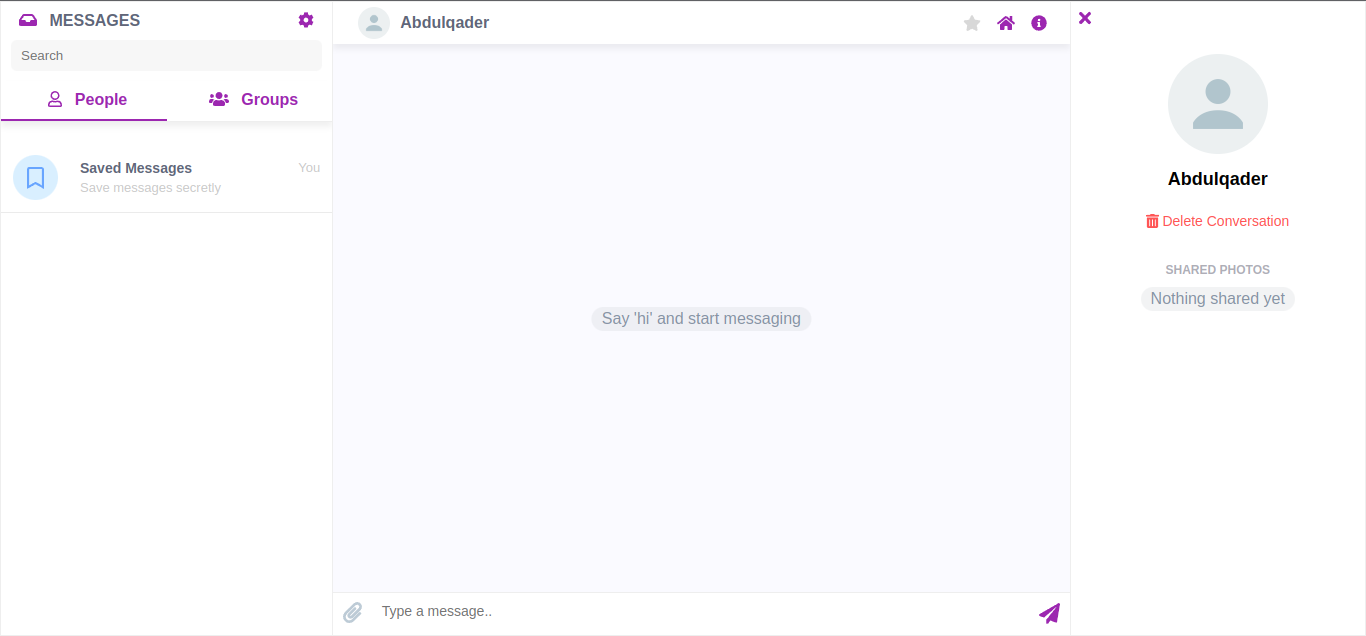 MESSAGES
Search
People
Groups
Saved Messages
You
Save messages secretly
Abdulqader
Say 'hi' and start messaging
Type a message..
Abdulqader
Delete Conversation
SHARED PHOTOS
Nothing shared yet